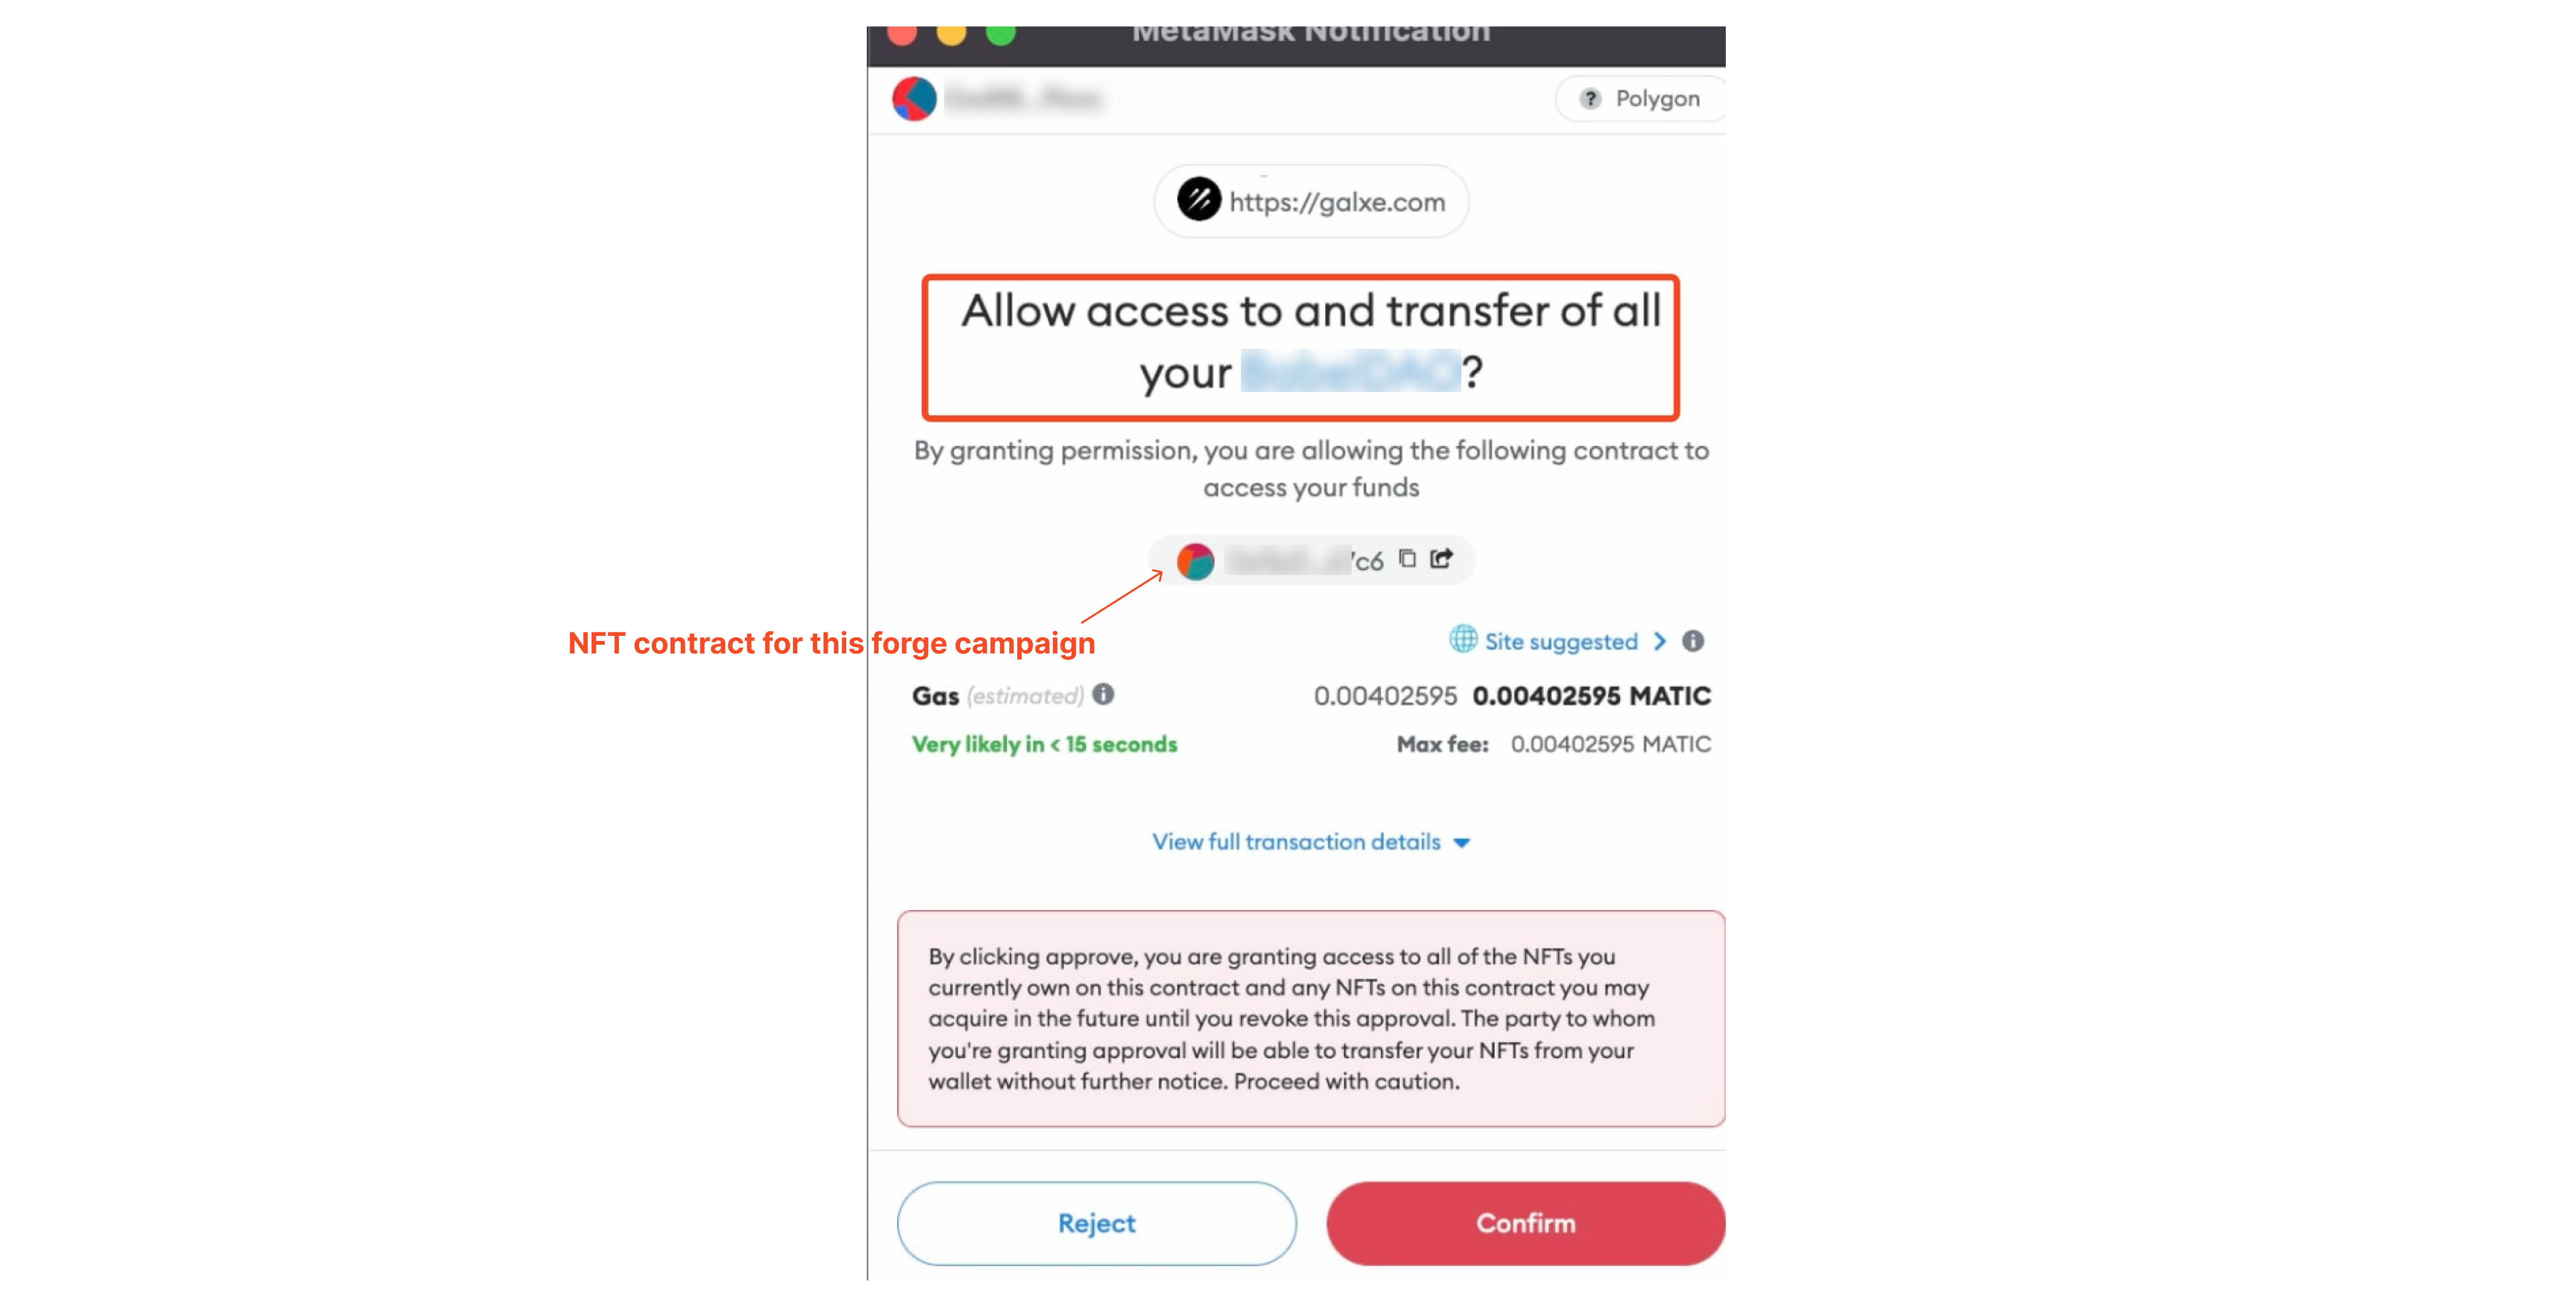 MetaMask Notification
? Polygon
https://galxe.com
Allow access to and transfer of all
your ?
By granting permission, you are allowing the following contract to
access your funds
7c6
NFT contract for this forge campaign
Site suggested
Gas (estimated) 0.00402595 0.00402595 MATIC
Very likely in < 15 seconds Max fee: 0.00402595 MATIC
View full transaction details
By clicking approve, you are granting access to all of the NFTs you
currently own on this contract and any NFTs on this contract you may
acquire in the future until you revoke this approval. The party to whom
you're granting approval will be able to transfer your NFTs from your
wallet without further notice. Proceed with caution.
Reject Confirm